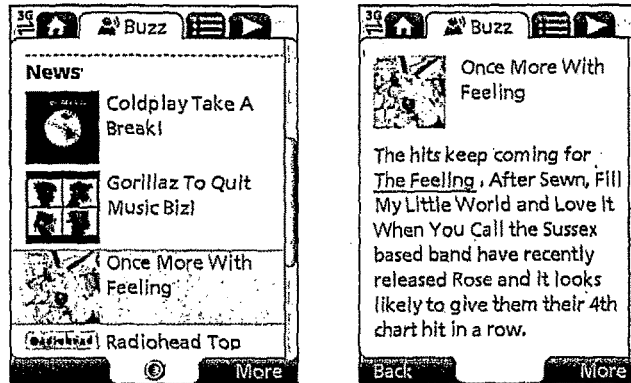 3G
Buzz
News
Coldplay Take A
Break!
Gorillaz To Quit
Music Biz!
Once More With
Feeling
Radiohead
Radiohead Top
More
3G
Buzz
Once More With
Feeling
The hits keep coming for
The Feeling , After Sewn, Fill
My Little World and Love It
When You Call the Sussex
based band have recently
released Rose and it looks
likely to give them their 4th
chart hit in a row.
Back
More